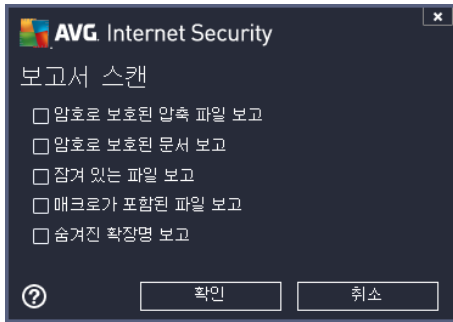 AVG. Internet Security
보고서 스캔
암호로 보호된 압축 파일 보고
암호로 보호된 문서 보고
잠겨 있는 파일 보고
매크로가 포함된 파일 보고
숨겨진 확장명 보고
확인
취소